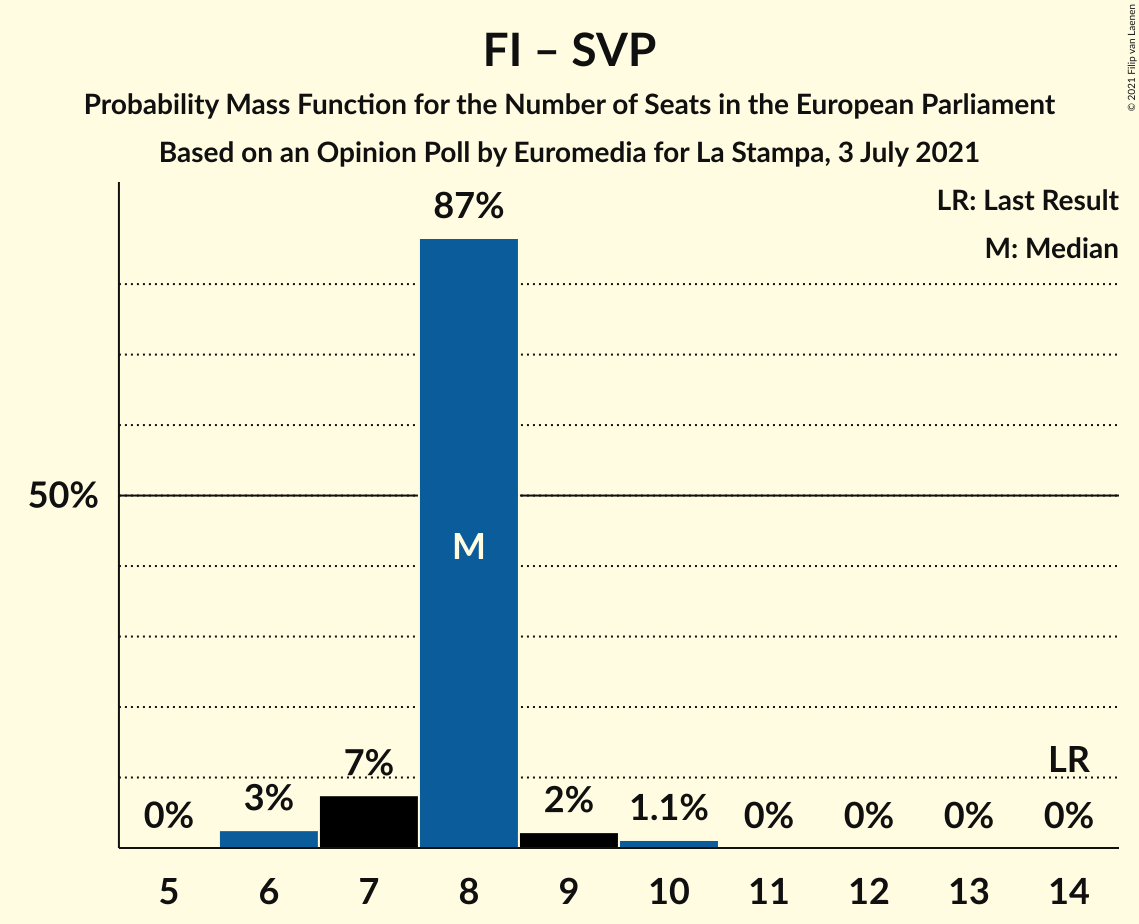 FI – SVP
Probability Mass Function for the Number of Seats in the European Parliament
Based on an Opinion Poll by Euromedia for La Stampa, 3 July 2021
© 2021 Filip van Laenen
LR: Last Result
M: Median
87%
50%
M
7%
LR
0%
3%
2%
1.1%
0%
0%
0%
0%
5 6 7 8 9 10 11 12 13 14